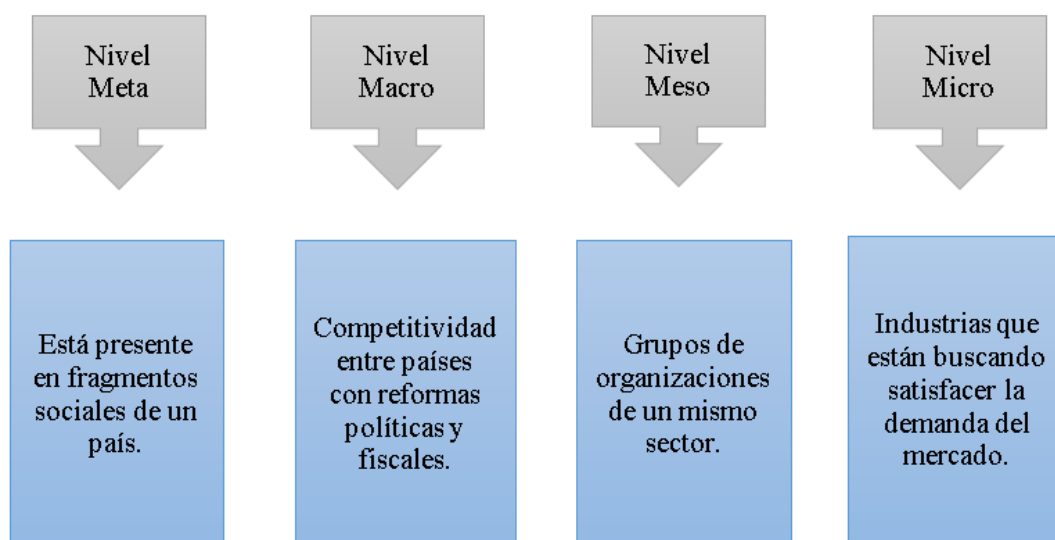 Nivel
Meta
Nivel
Macro
Nivel
Meso
Nivel
Micro
Está presente
en fragmentos
sociales de un
país.
Competitividad
entre países
con reformas
políticas y
fiscales.
Grupos de
organizaciones
de un mismo
sector.
Industrias que
están buscando
satisfacer la
demanda del
mercado.